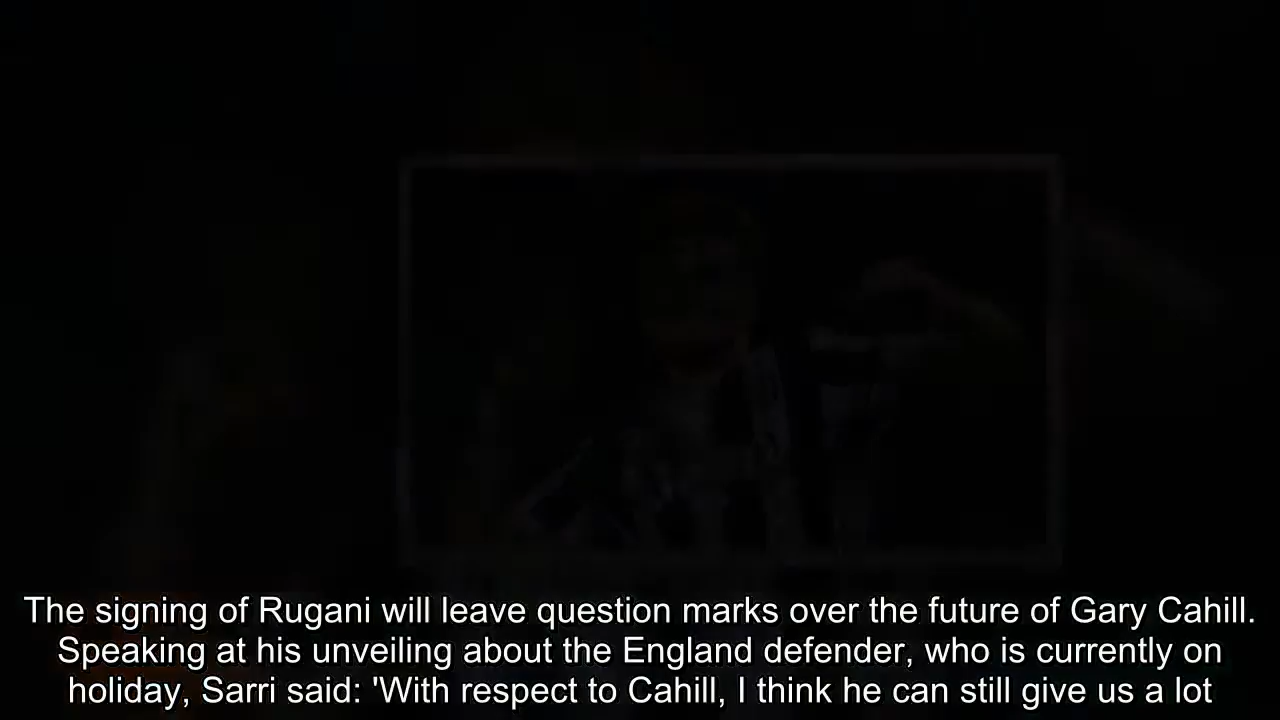 The signing of Rugani will leave question marks over the future of Gary Cahill.
Speaking at his unveiling about the England defender, who is currently on
holiday, Sarri said: 'With respect to Cahill, I think he can still give us a lot